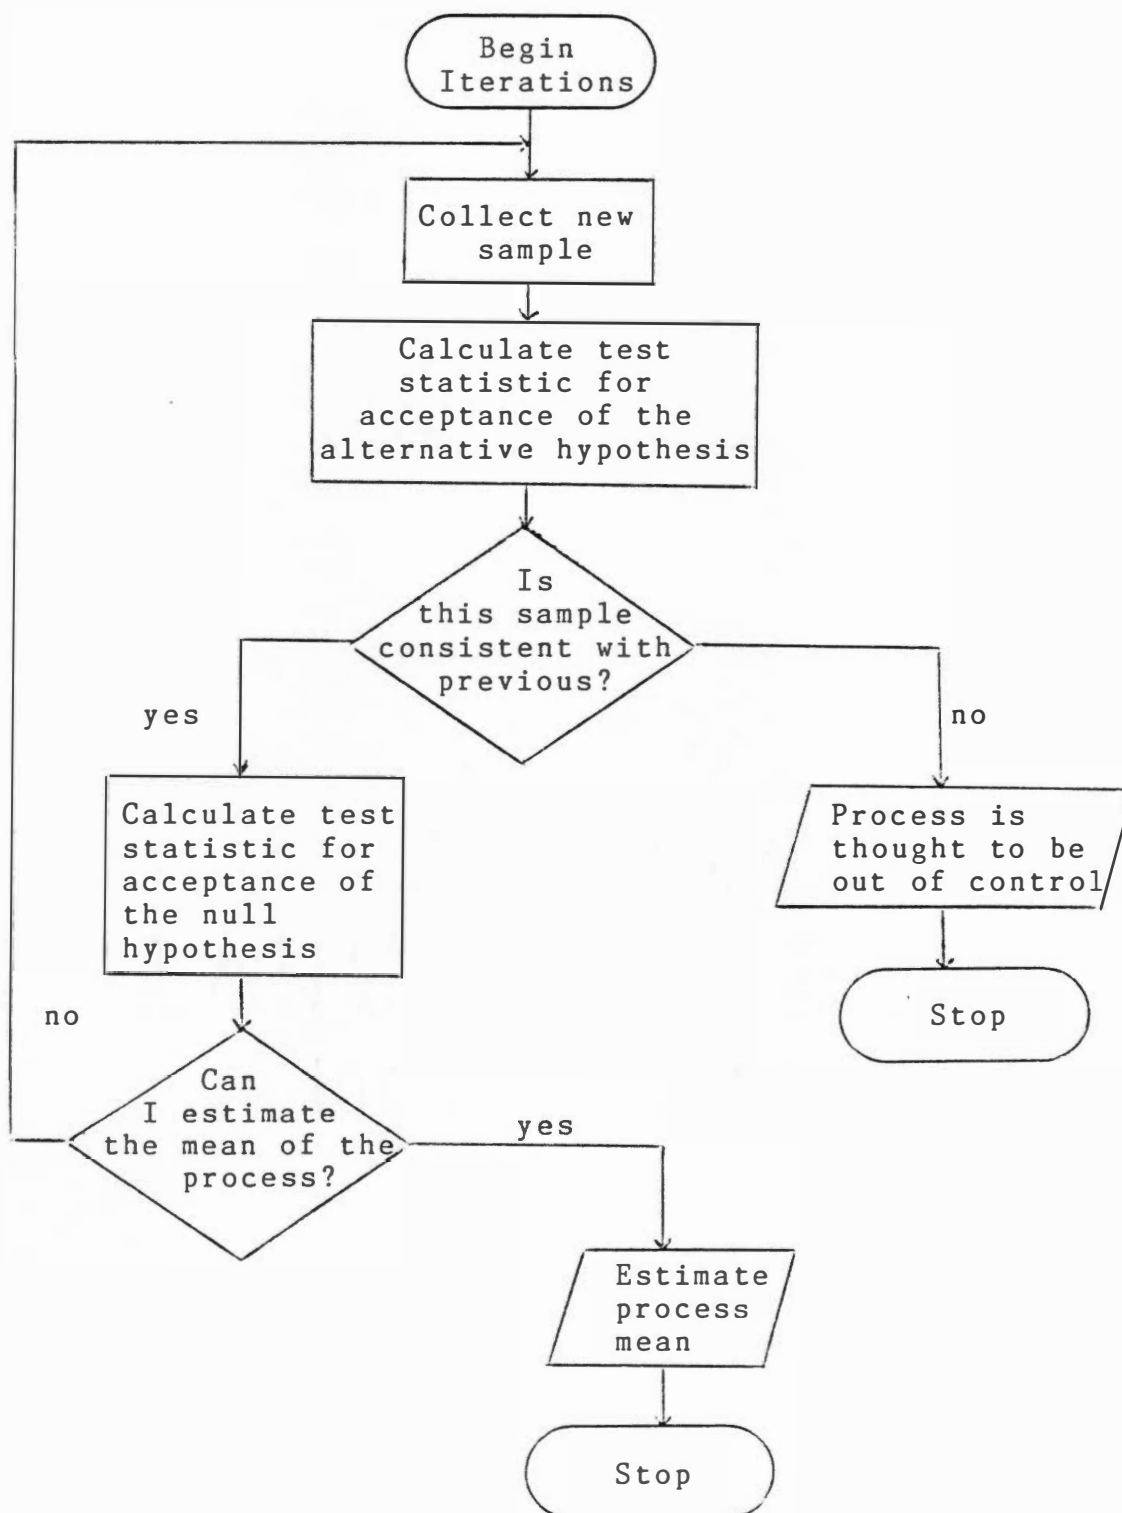 Begin
Iterations
Collect new
sample
Calculate test
statistic for
acceptance of the
alternative hypothesis
Is
this sample
consistent with
previous?
yes
no
Calculate test
statistic for
acceptance of
the null
hypothesis
Process is
thought to be
out of control
Stop
no
Can
I estimate
the mean of the
process?
yes
Estimate
process
mean
Stop